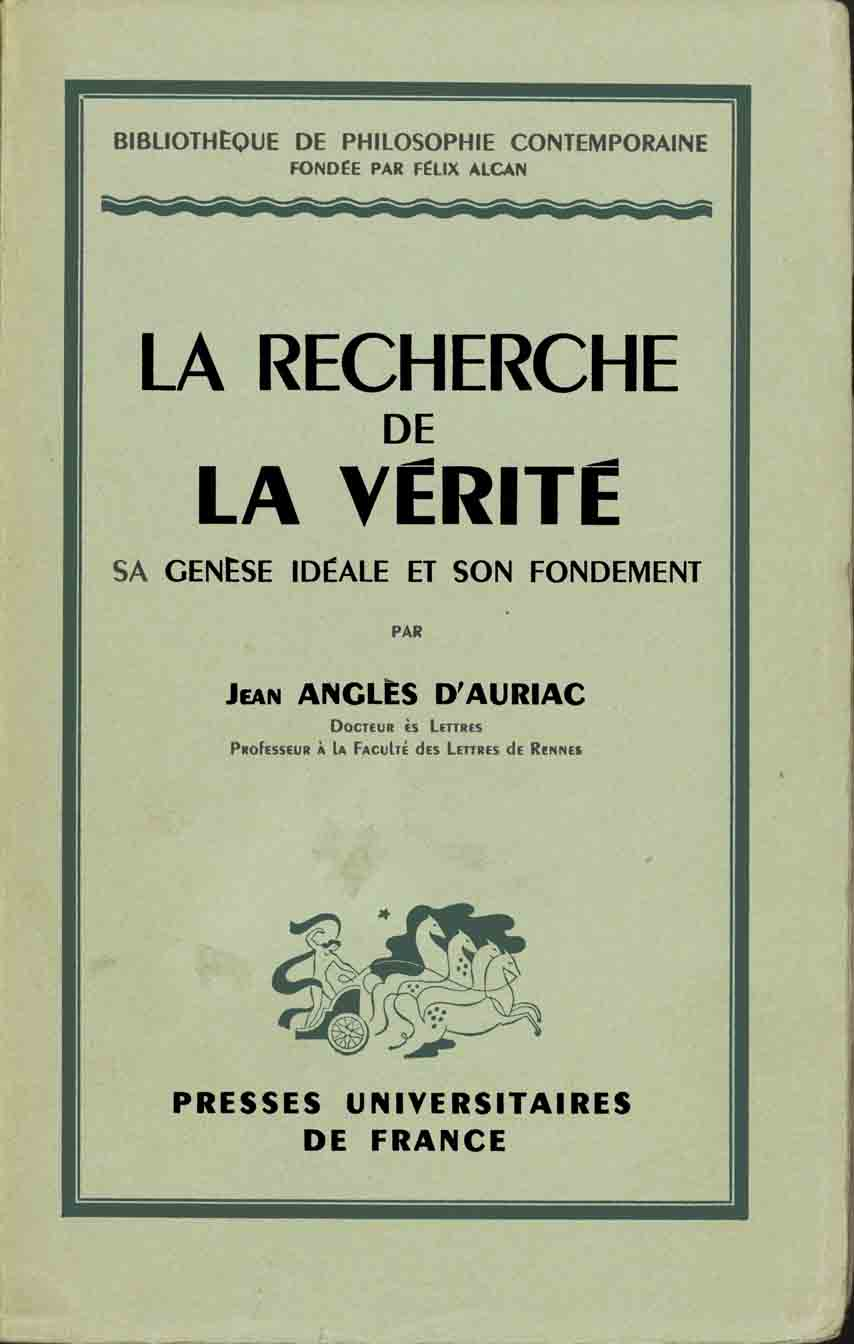 BIBLIOTHÈQUE DE PHILOSOPHIE CONTEMPORAINE
FONDÉE PAR FÉLIX ALCAN
LA RECHERCHE
DE
LA VÉRITÉ
SA GENÈSE IDÉALE ET SON FONDEMENT
PAR
JEAN ANGLÈS D'AURIAC
DOCTEUR ÈS LETTRES
PROFESSEUR À LA FACULTÉ DES LETTRES DE RENNES
PRESSES UNIVERSITAIRES
DE FRANCE